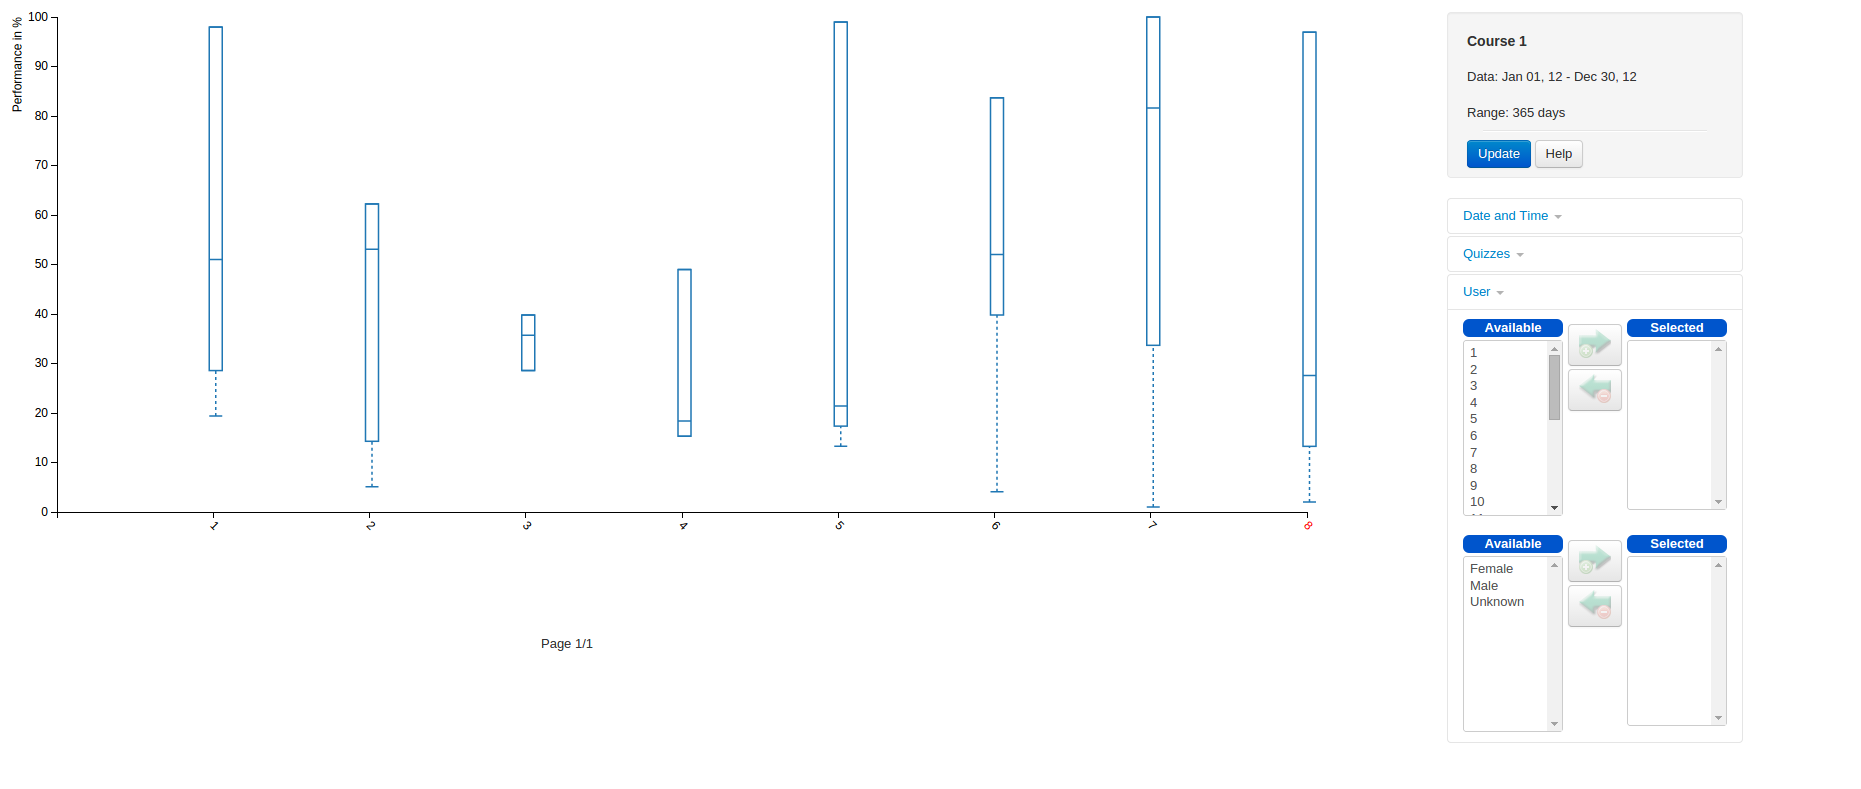 Performance in %
100
90
80
70
60
50
40
30
20
10
0
1
2
3
4
5
6
7
8
Page 1/1
Course 1
Data: Jan 01, 12 - Dec 30, 12
Range: 365 days
Update Help
Date and Time
Quizzes
User
Available Selected
1
2
3
4
5
6
7
8
9
10
Available Selected
Female
Male
Unknown